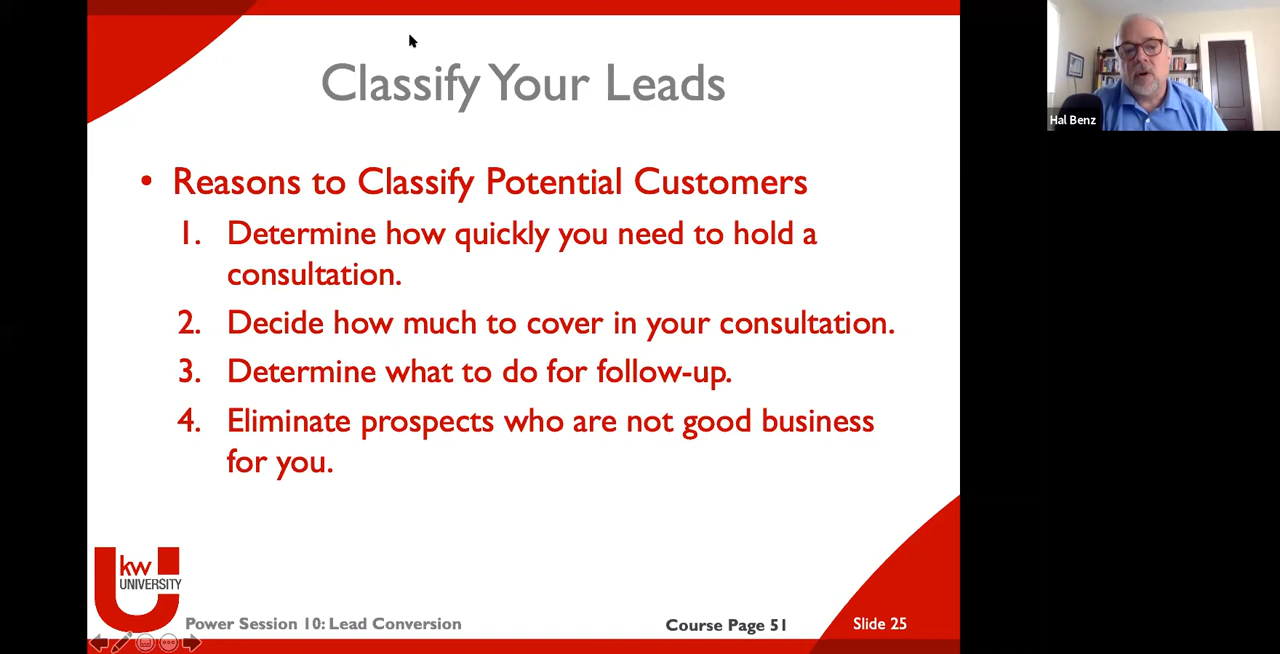 Classify Your Leads
• Reasons to Classify Potential Customers
1. Determine how quickly you need to hold a
consultation.
2. Decide how much to cover in your consultation.
3. Determine what to do for follow-up.
4. Eliminate prospects who are not good business
for you.
kw
UNIVERSITY
Power Session 10: Lead Conversion
Course Page 51
Slide 25
Hal Benz